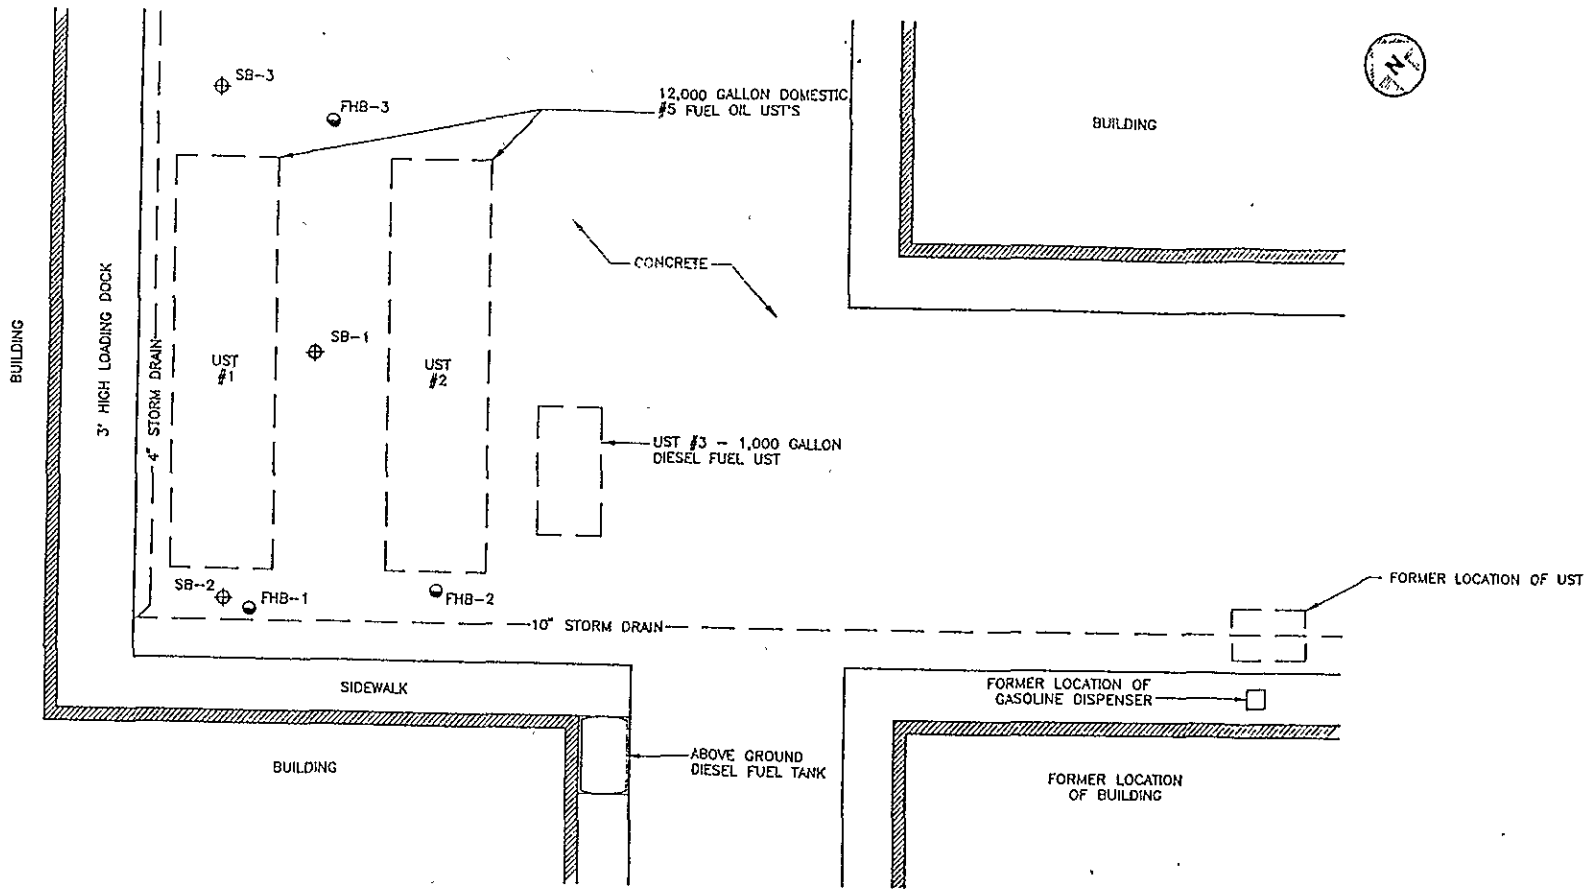 SB-3
FHB-3
12,000 GALLON DOMESTIC
#5 FUEL OIL UST'S
BUILDING
N
CONCRETE
BUILDING
3' HIGH LOADING DOCK
4" STORM DRAIN
UST
#1
SB-1
UST
#2
UST #3 - 1,000 GALLON
DIESEL FUEL UST
SB-2
FHB-1
FHB-2
10" STORM DRAIN
FORMER LOCATION OF UST
SIDEWALK
FORMER LOCATION OF
GASOLINE DISPENSER
BUILDING
ABOVE GROUND
DIESEL FUEL TANK
FORMER LOCATION
OF BUILDING